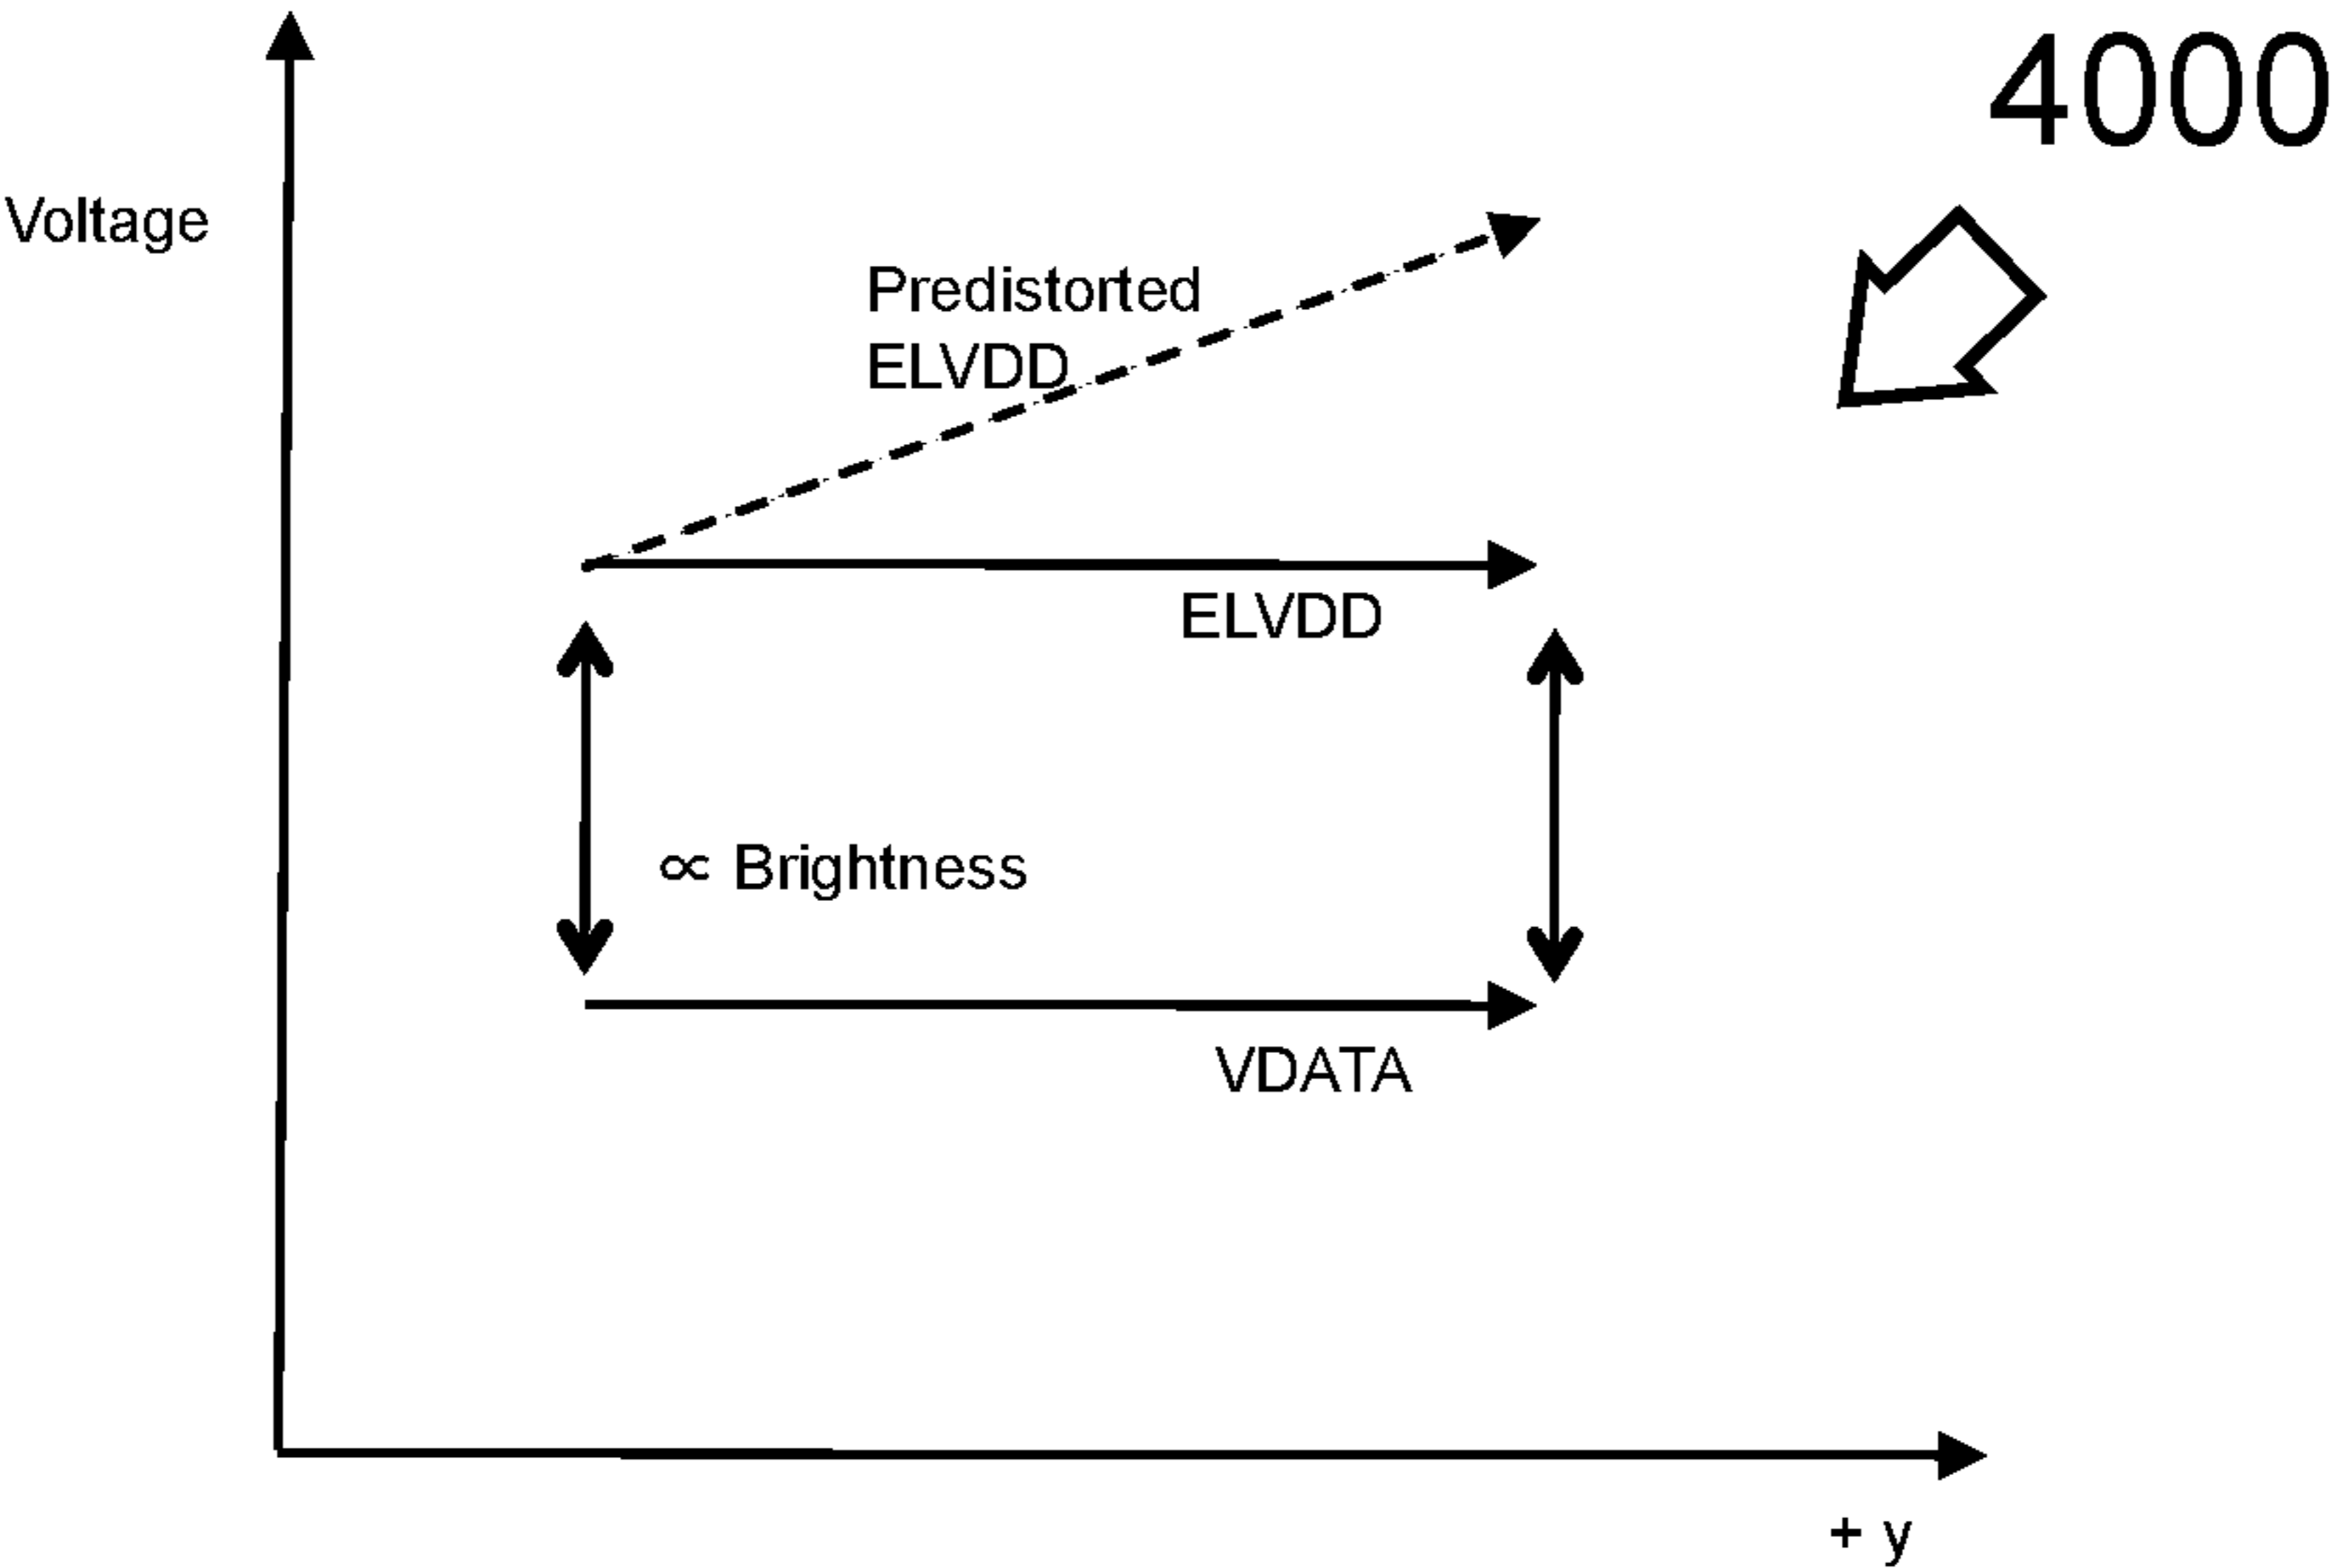 4000
Voltage
Predistorted
ELVDD
ELVDD
∝ Brightness
VDATA
+ y